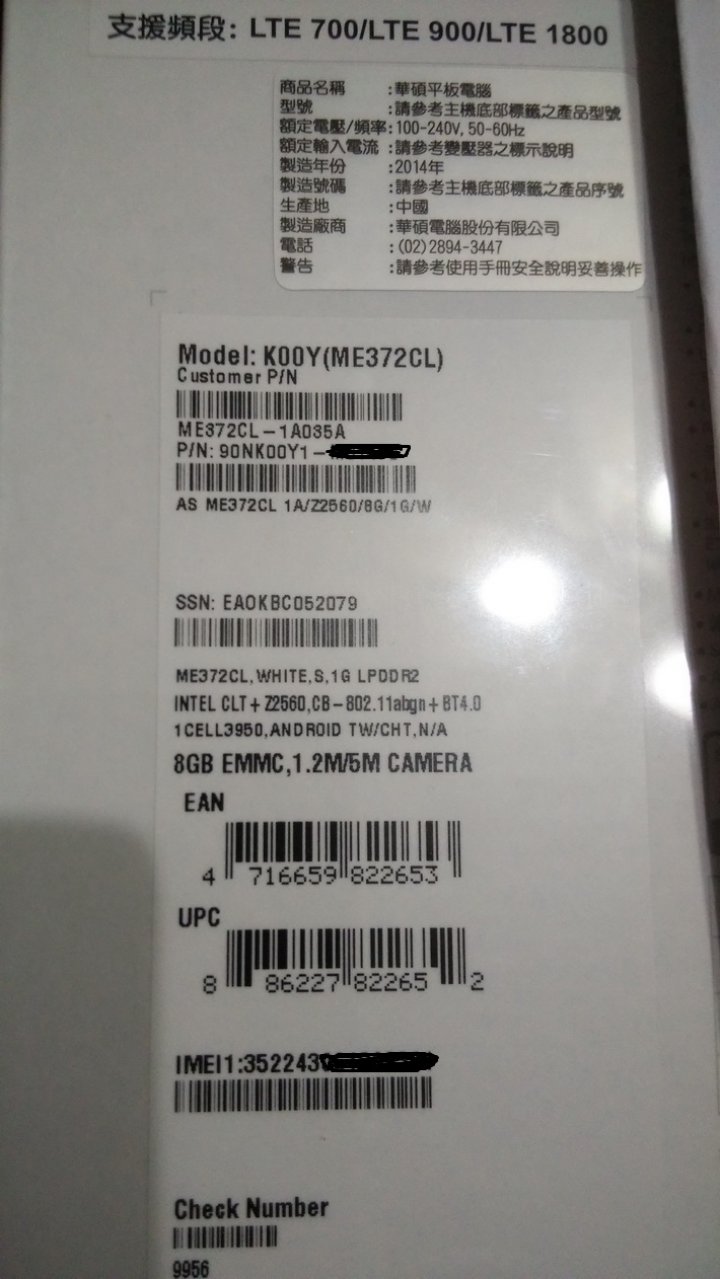 支援頻段: LTE 700/LTE 900/LTE 1800
商品名稱 :華碩平板電腦
型號 :請參考主機底部標籤之產品型號
額定電壓/頻率:100-240V, 50-60Hz
額定輸入電流 :請參考變壓器之標示說明
製造年份 :2014年
製造號碼 :請參考主機底部標籤之產品序號
生產地 :中國
製造廠商 :華碩電腦股份有限公司
電話 :(02)2894-3447
警告 :請參考使用手冊安全說明妥善操作
Model: K00Y(ME372CL)
Customer P/N
ME372CL-1A035A
P/N: 90NK00Y1-
AS ME372CL 1A/Z2560/8G/1G/W
SSN: EAOKBC052079
ME372CL,WHITE,S,1G LPDDR2
INTEL CLT+Z2560,CB-802.11abgn+BT4.0
1CELL3950,ANDROID TW/CHT,N/A
8GB EMMC,1.2M/5M CAMERA
EAN
4 716659 822653
UPC
8 86227 82265 2
IMEI1:352243
Check Number
9956